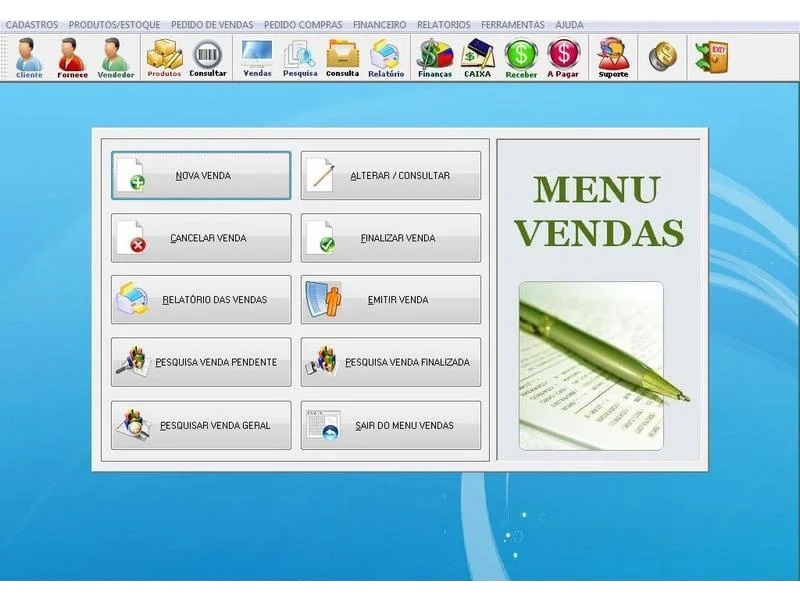 CADASTROS PRODUTOS/ESTOQUE PEDIDO DE VENDAS PEDIDO COMPRAS FINANCEIRO RELATORIOS FERRAMENTAS AJUDA
Cliente Fornece Vendedor Produtos Consultar Vendas Pesquisa Consulta Relatório Finanças CAIXA Receber A Pagar Suporte EXIT
NOVA VENDA ALTERAR / CONSULTAR
CANCELAR VENDA FINALIZAR VENDA
RELATÓRIO DAS VENDAS EMITIR VENDA
PESQUISA VENDA PENDENTE PESQUISA VENDA FINALIZADA
PESQUISAR VENDA GERAL SAIR DO MENU VENDAS
MENU
VENDAS